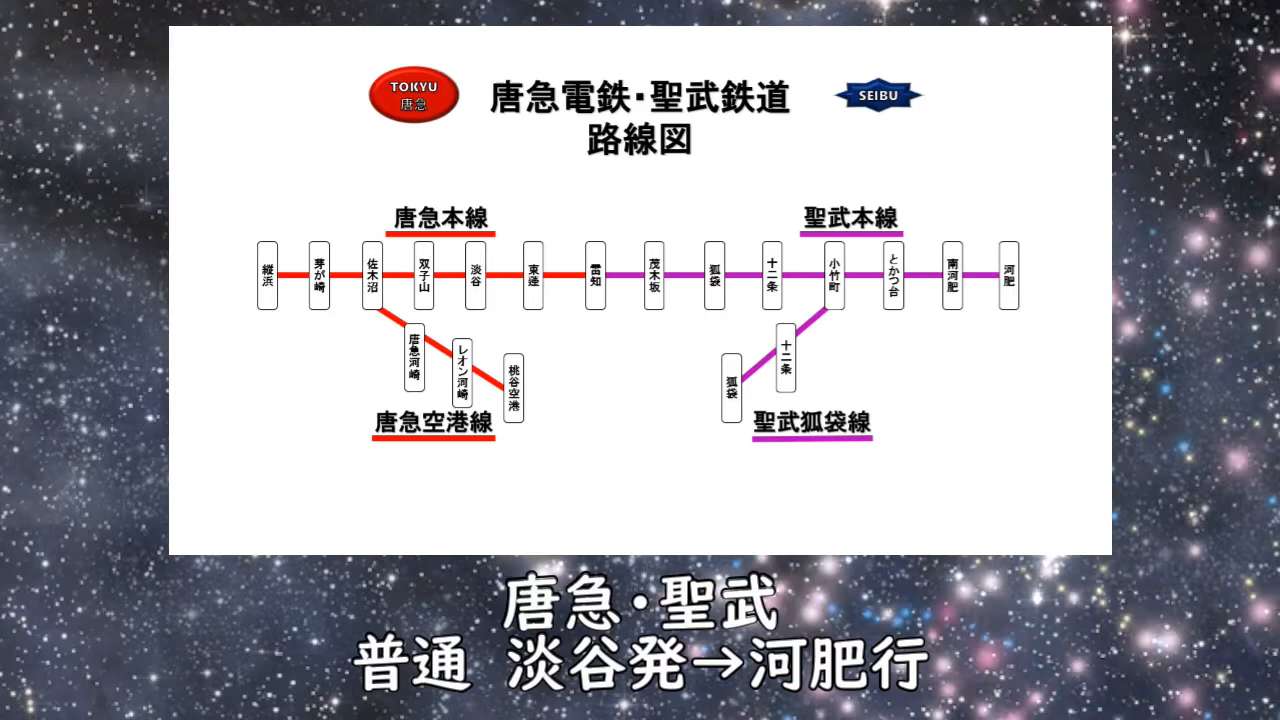 TOKYU
唐急
唐急電鉄・聖武鉄道
路線図
SEIBU
唐急本線
聖武本線
縦浜
芽が崎
佐木沼
双子山
淡谷
東蓮
雷知
茂木坂
狐袋
十二条
小竹町
とかつ台
南河肥
河肥
唐急河崎
レオン河崎
桃谷空港
唐急空港線
十二条
狐袋
聖武狐袋線
唐急・聖武
普通 淡谷発→河肥行